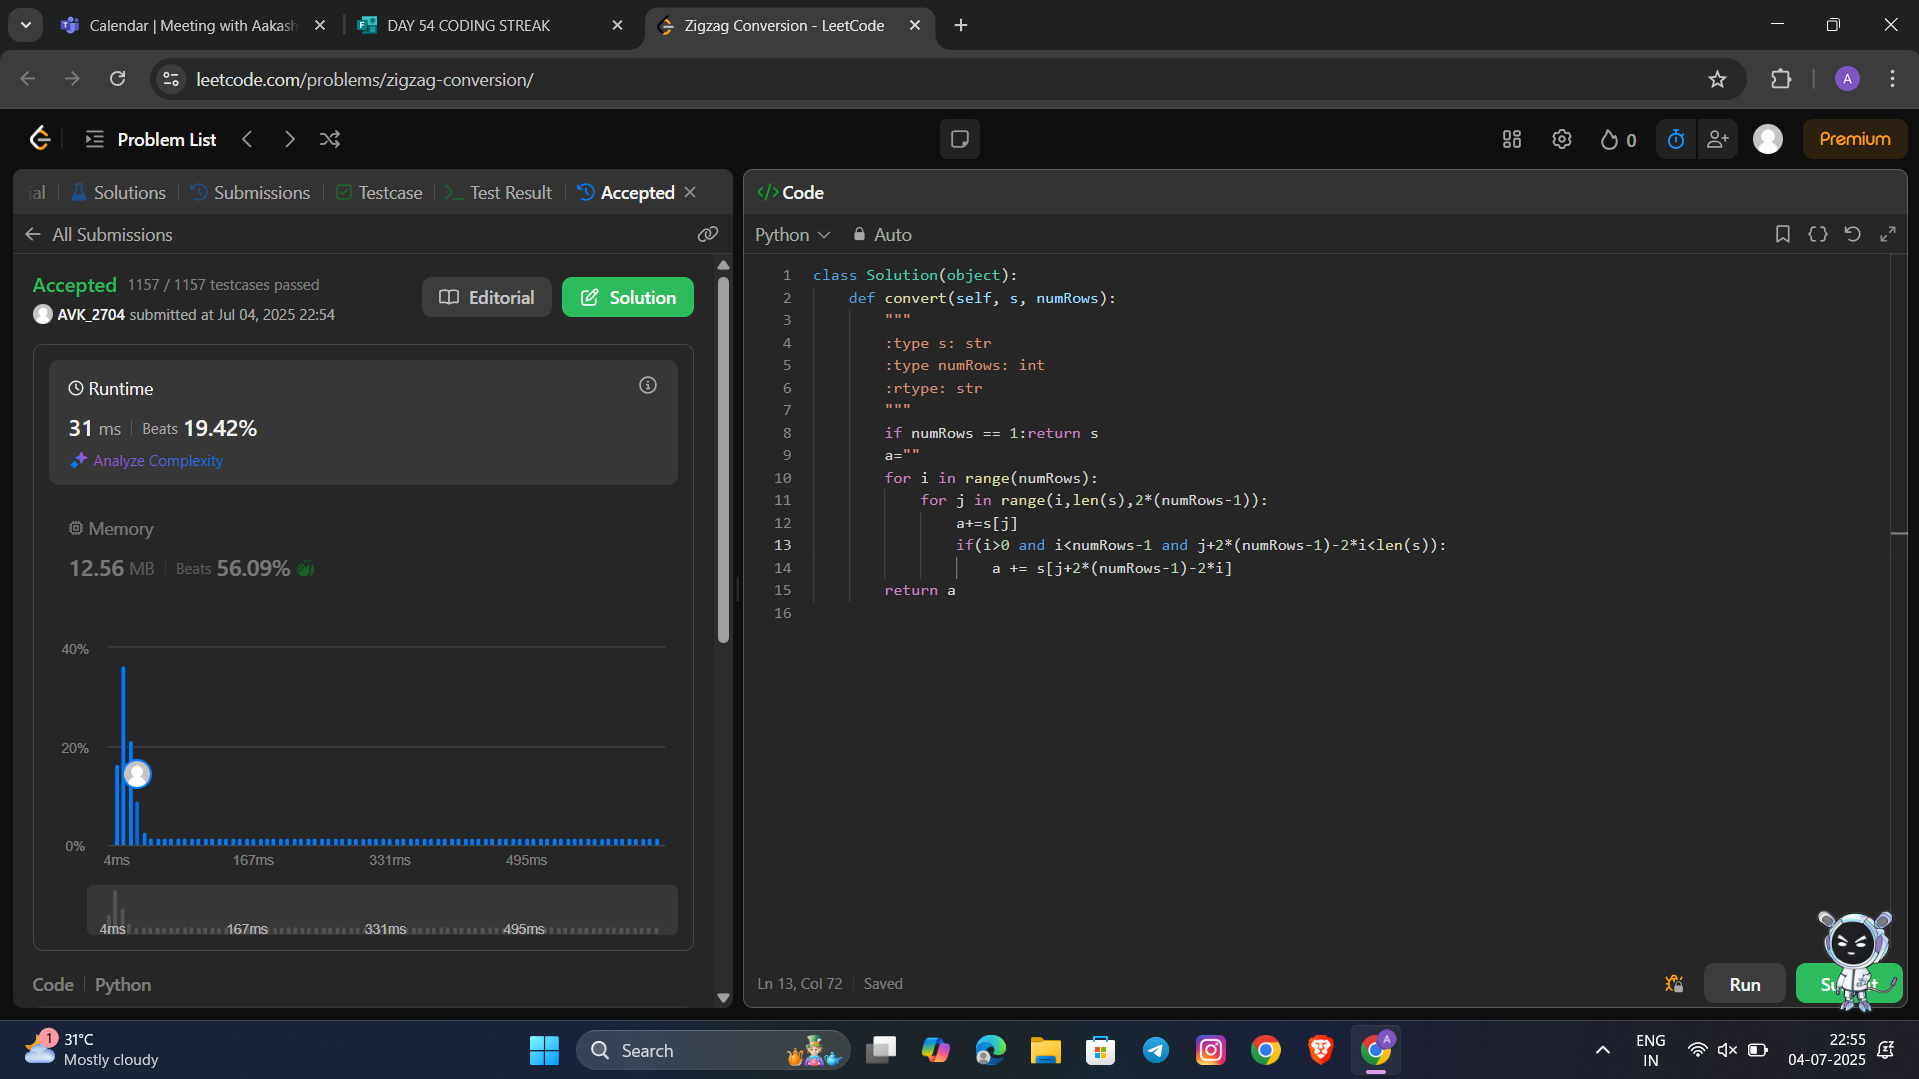 Calendar | Meeting with Aakash
DAY 54 CODING STREAK
Zigzag Conversion - LeetCode
leetcode.com/problems/zigzag-conversion/
A
Problem List
0
Premium
ial
Solutions
Submissions
Testcase
Test Result
Accepted
All Submissions
Accepted 1157 / 1157 testcases passed
AVK_2704 submitted at Jul 04, 2025 22:54
Editorial
Solution
Runtime
31 ms Beats 19.42%
Analyze Complexity
Memory
12.56 MB Beats 56.09%
40%
20%
0%
4ms 167ms 331ms 495ms
4ms 167ms 331ms 495ms
Code Python
</> Code
Python Auto
1 class Solution(object):
2 def convert(self, s, numRows):
3 """
4 :type s: str
5 :type numRows: int
6 :rtype: str
7 """
8 if numRows == 1:return s
9 a=""
10 for i in range(numRows):
11 for j in range(i,len(s),2*(numRows-1)):
12 a+=s[j]
13 if(i>0 and i<numRows-1 and j+2*(numRows-1)-2*i<len(s)):
14 a += s[j+2*(numRows-1)-2*i]
15 return a
16
Ln 13, Col 72 Saved
Run
1
31°C
Mostly cloudy
Search
A
ENG
IN
22:55
04-07-2025